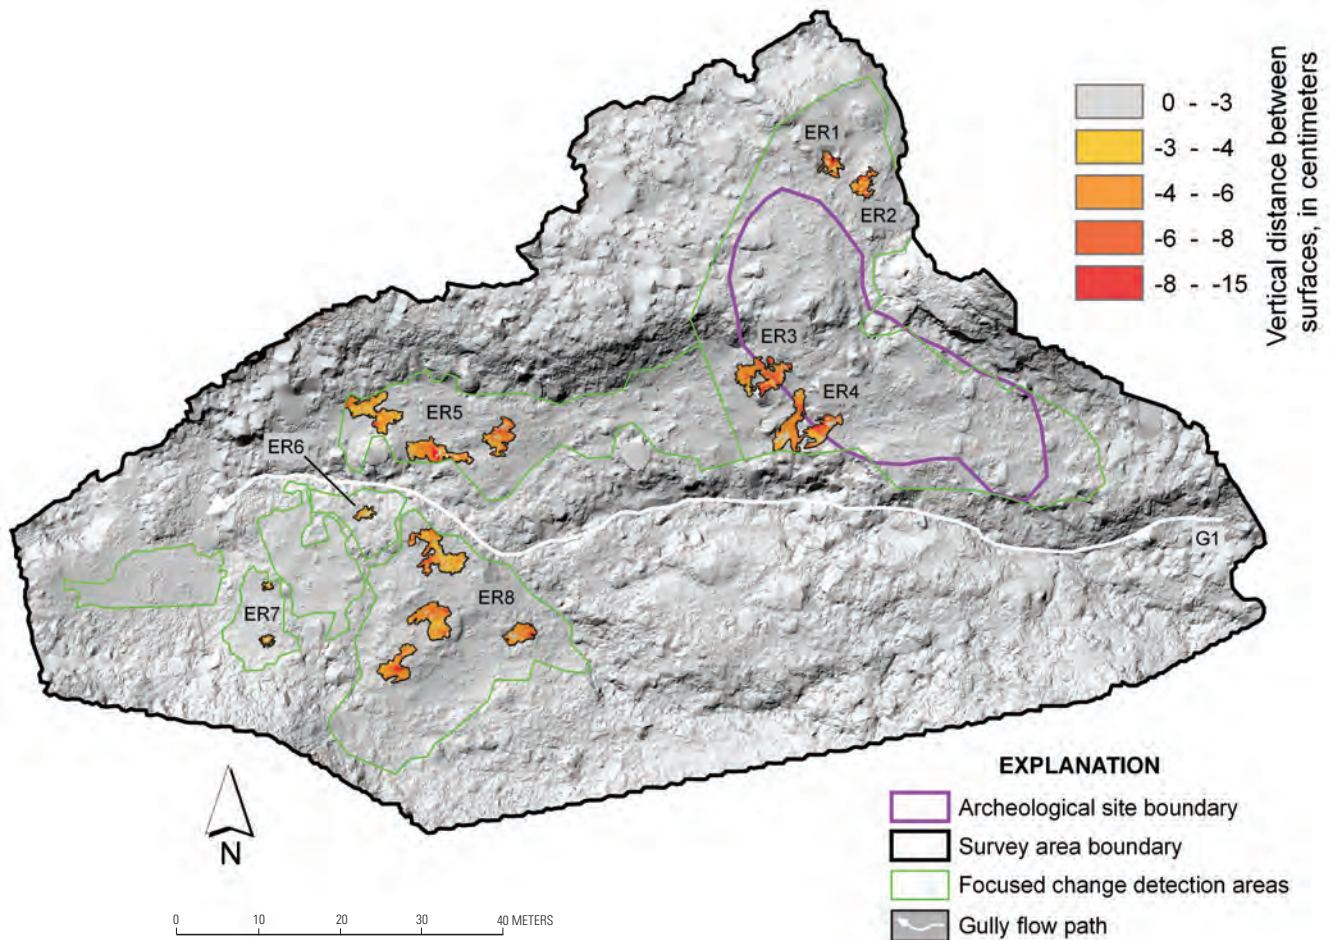 0 - -3
-3 - -4
-4 - -6
-6 - -8
-8 - -15
Vertical distance between
surfaces, in centimeters
ER1
ER2
ER3
ER4
ER5
ER6
ER7
ER8
G1
N
0 10 20 30 40 METERS
EXPLANATION
Archeological site boundary
Survey area boundary
Focused change detection areas
Gully flow path